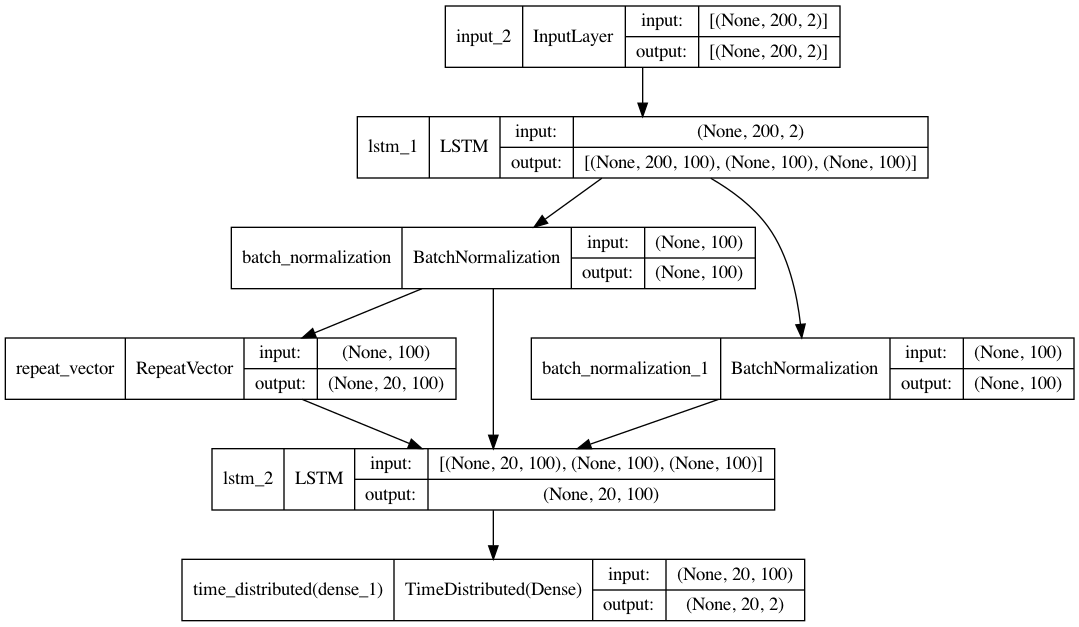 input_2 InputLayer input: [(None, 200, 2)]
output: [(None, 200, 2)]
lstm_1 LSTM input: (None, 200, 2)
output: [(None, 200, 100), (None, 100), (None, 100)]
batch_normalization BatchNormalization input: (None, 100)
output: (None, 100)
repeat_vector RepeatVector input: (None, 100)
output: (None, 20, 100)
batch_normalization_1 BatchNormalization input: (None, 100)
output: (None, 100)
lstm_2 LSTM input: [(None, 20, 100), (None, 100), (None, 100)]
output: (None, 20, 100)
time_distributed(dense_1) TimeDistributed(Dense) input: (None, 20, 100)
output: (None, 20, 2)